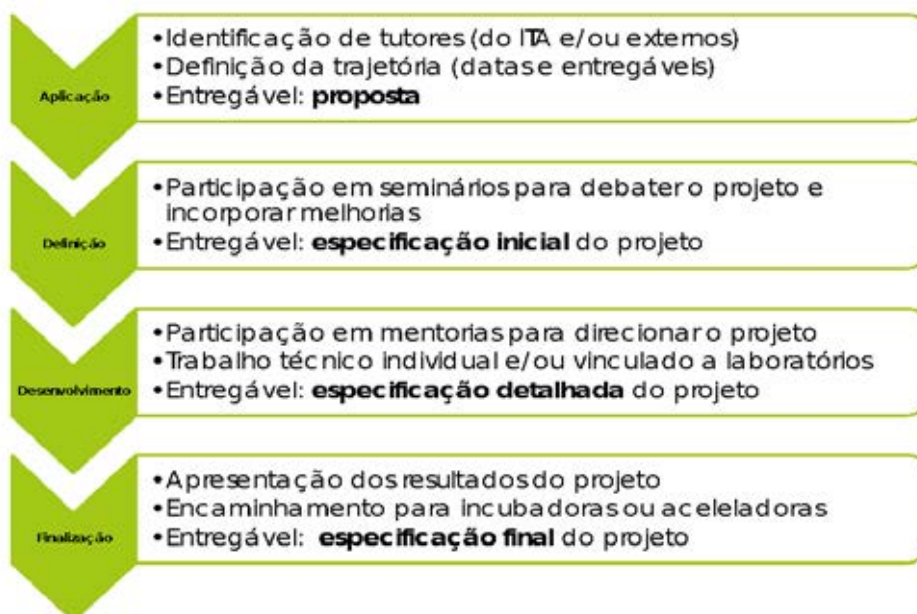 Aplicação
•Identificação de tutores (do ITA e/ou externos)
•Definição da trajetória (datas e entregáveis)
•Entregável: proposta
Definição
•Participação em seminários para debater o projeto e
incorporar melhorias
•Entregável: especificação inicial do projeto
Desenvolvimento
•Participação em mentorias para direcionar o projeto
•Trabalho técnico individual e/ou vinculado a laboratórios
•Entregável: especificação detalhada do projeto
Finalização
•Apresentação dos resultados do projeto
•Encaminhamento para incubadoras ou aceleladoras
•Entregável: especificação final do projeto